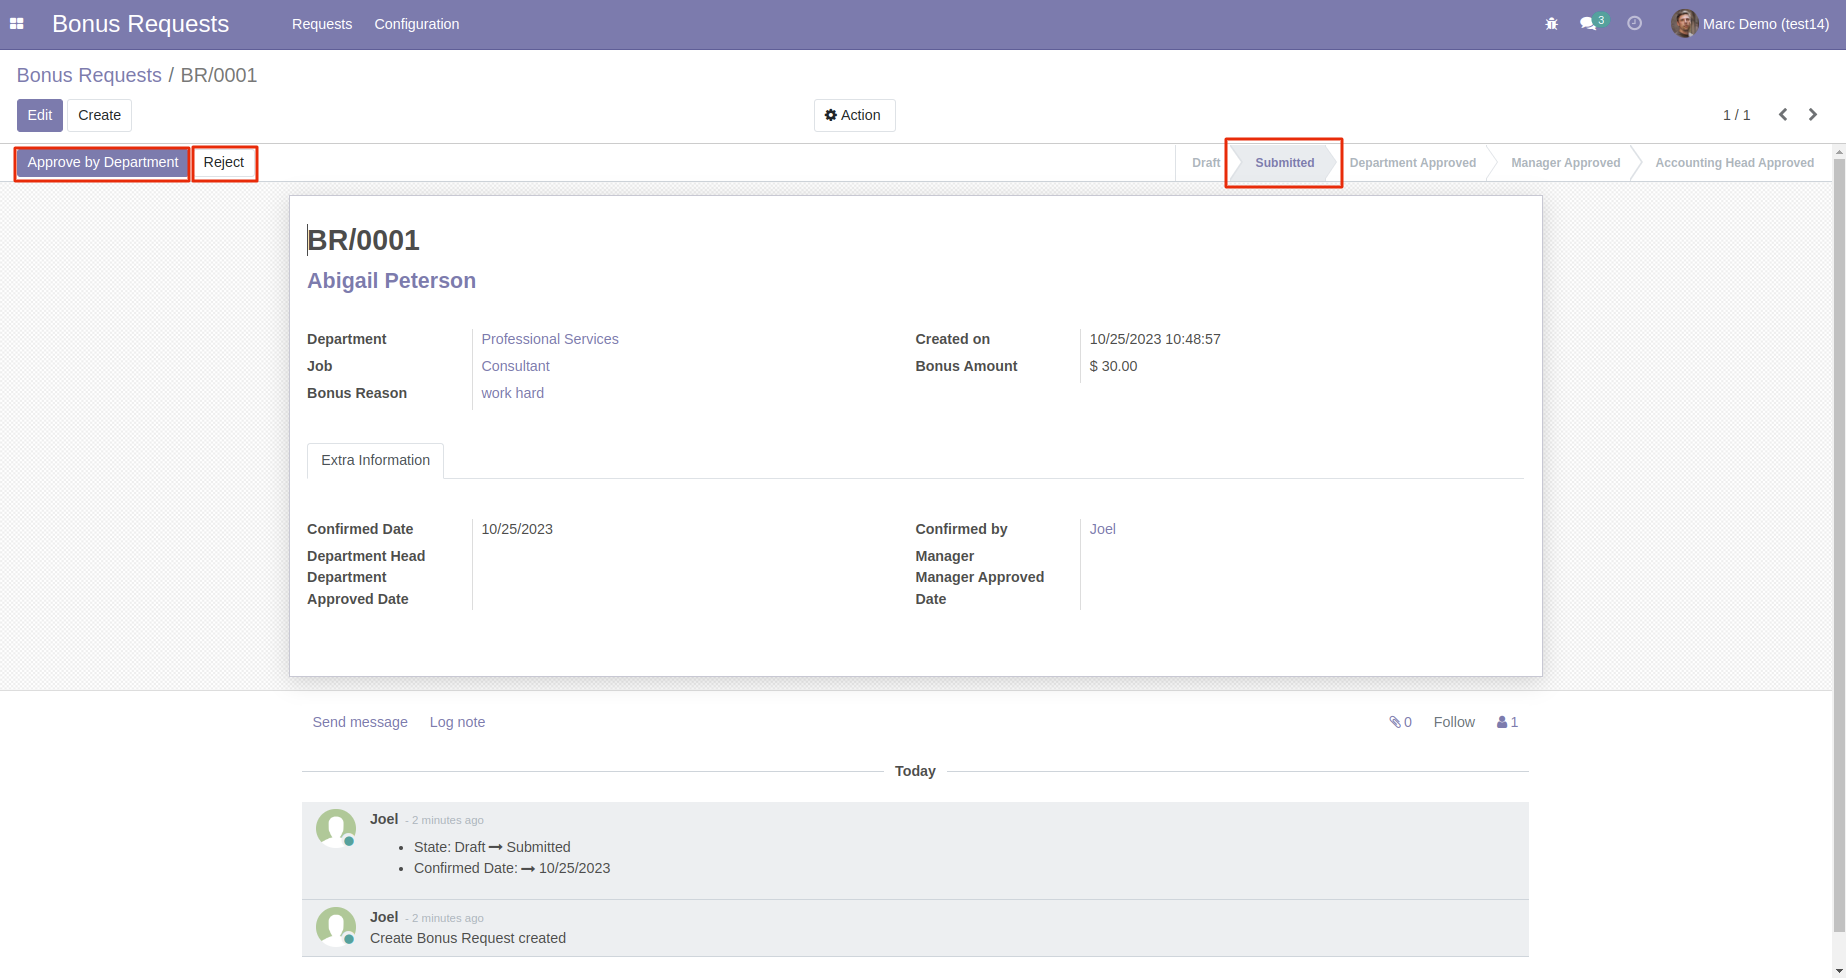 Bonus Requests Requests Configuration 3 Marc Demo (test14)
Bonus Requests / BR/0001
Edit Create Action 1 / 1
Approve by Department Reject Draft Submitted Department Approved Manager Approved Accounting Head Approved
BR/0001
Abigail Peterson
Department Professional Services Created on 10/25/2023 10:48:57
Job Consultant Bonus Amount $ 30.00
Bonus Reason work hard
Extra Information
Confirmed Date 10/25/2023 Confirmed by Joel
Department Head Manager
Department Manager Approved
Approved Date Date
Send message Log note 0 Follow 1
Today
Joel - 2 minutes ago
• State: Draft → Submitted
• Confirmed Date: → 10/25/2023
Joel - 2 minutes ago
Create Bonus Request created